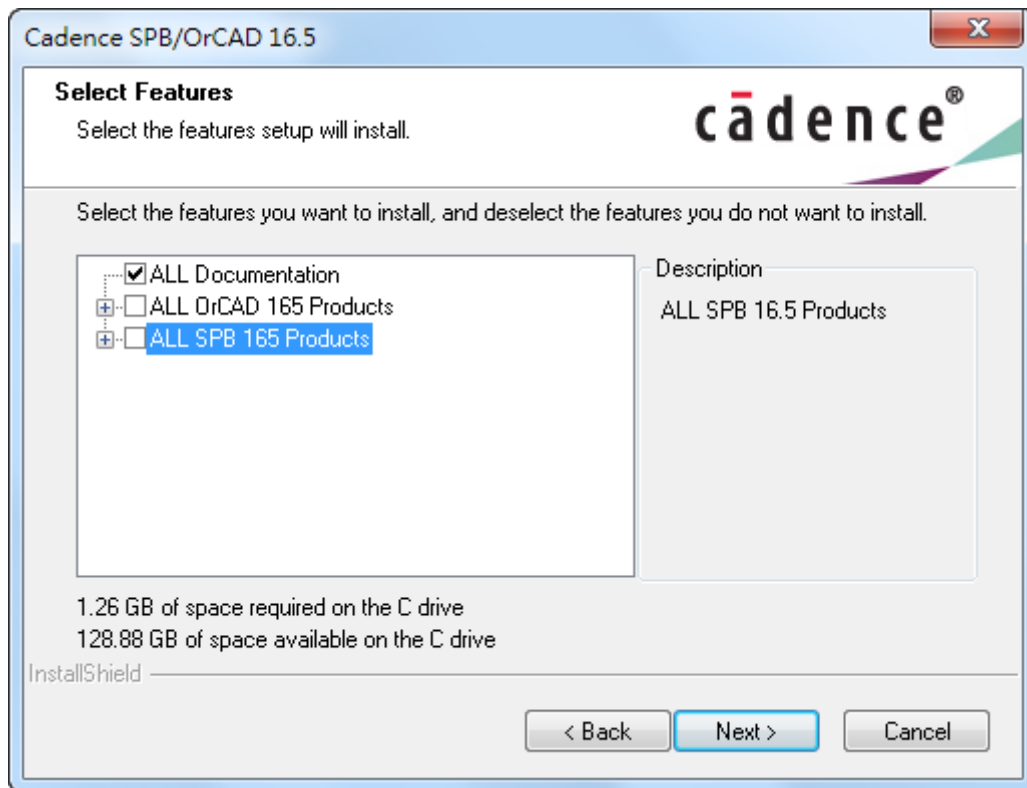 Cadence SPB/OrCAD 16.5
Select Features
Select the features setup will install.
cādence®
Select the features you want to install, and deselect the features you do not want to install.
ALL Documentation
ALL OrCAD 165 Products
ALL SPB 165 Products
Description
ALL SPB 16.5 Products
1.26 GB of space required on the C drive
128.88 GB of space available on the C drive
InstallShield
< Back
Next >
Cancel